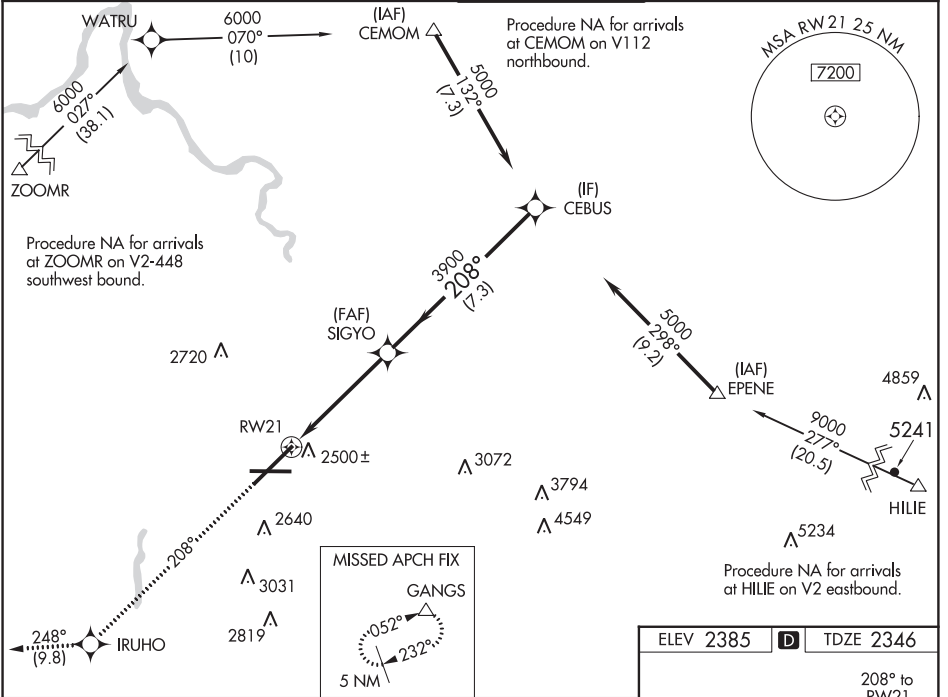 WATRU
6000
070°
(10)
(IAF)
CEMOM
Procedure NA for arrivals
at CEMOM on V112
northbound.
MSA RW21 25 NM
7200
6000
027°
(38.1)
5000
132°
(7.3)
ZOOMR
(IF)
CEBUS
Procedure NA for arrivals
at ZOOMR on V2-448
southwest bound.
3900
208°
(7.3)
(FAF)
SIGYO
5000
298°
(9.2)
2720
(IAF)
EPENE
4859
9000
277°
(20.5)
5241
RW21
2500±
3072
3794
HILIE
4549
2640
5234
208°
MISSED APCH FIX
GANGS
052°
232°
5 NM
Procedure NA for arrivals
at HILIE on V2 eastbound.
3031
2819
248°
(9.8)
IRUHO
ELEV 2385 D TDZE 2346
208° to
RW21